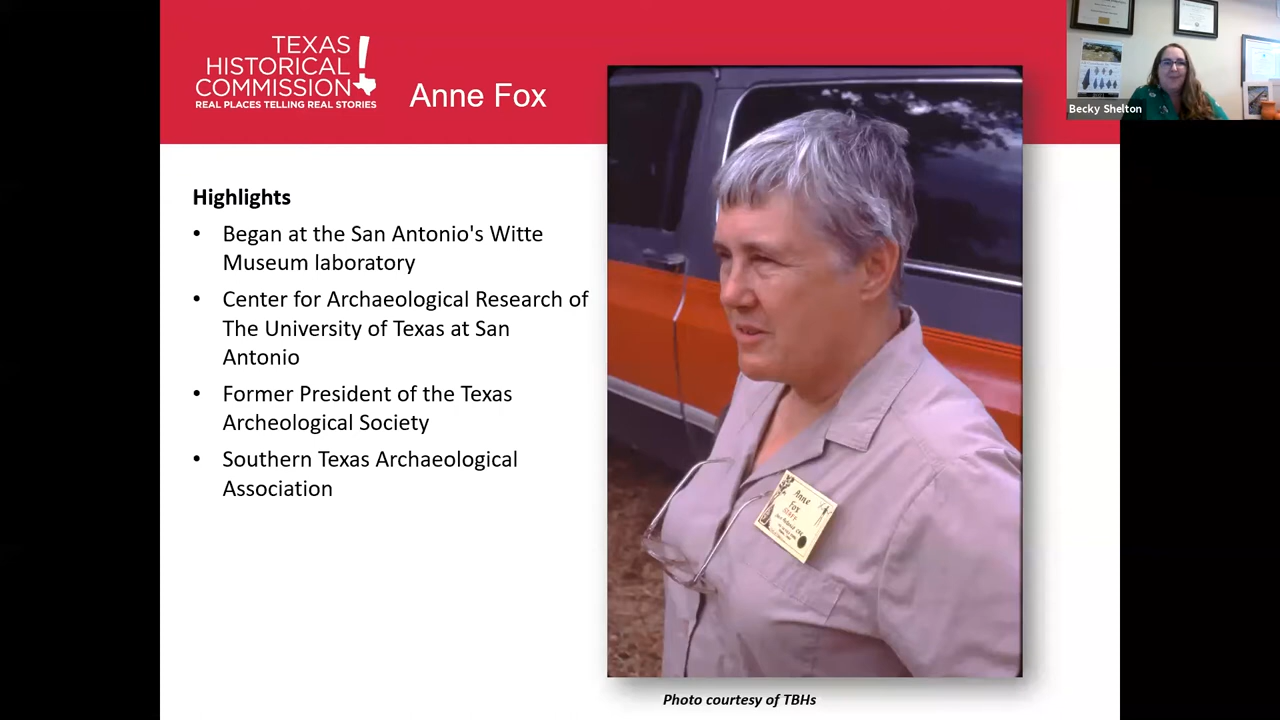 TEXAS
HISTORICAL
COMMISSION
REAL PLACES TELLING REAL STORIES
Anne Fox
Becky Shelton
Highlights
• Began at the San Antonio's Witte
Museum laboratory
• Center for Archaeological Research of
The University of Texas at San
Antonio
• Former President of the Texas
Archeological Society
• Southern Texas Archaeological
Association
Anne
Fox
STAFF
Photo courtesy of TBHs